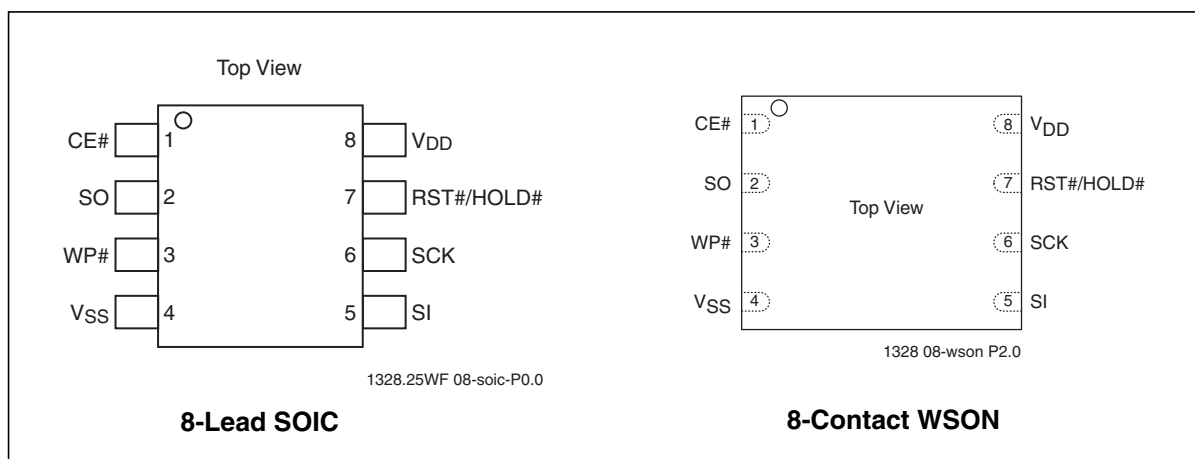 Top View
CE# 1 8 VDD
SO 2 7 RST#/HOLD#
WP# 3 6 SCK
VSS 4 5 SI
1328.25WF 08-soic-P0.0
8-Lead SOIC
CE# 1 8 VDD
SO 2 7 RST#/HOLD#
Top View
WP# 3 6 SCK
VSS 4 5 SI
1328 08-wson P2.0
8-Contact WSON